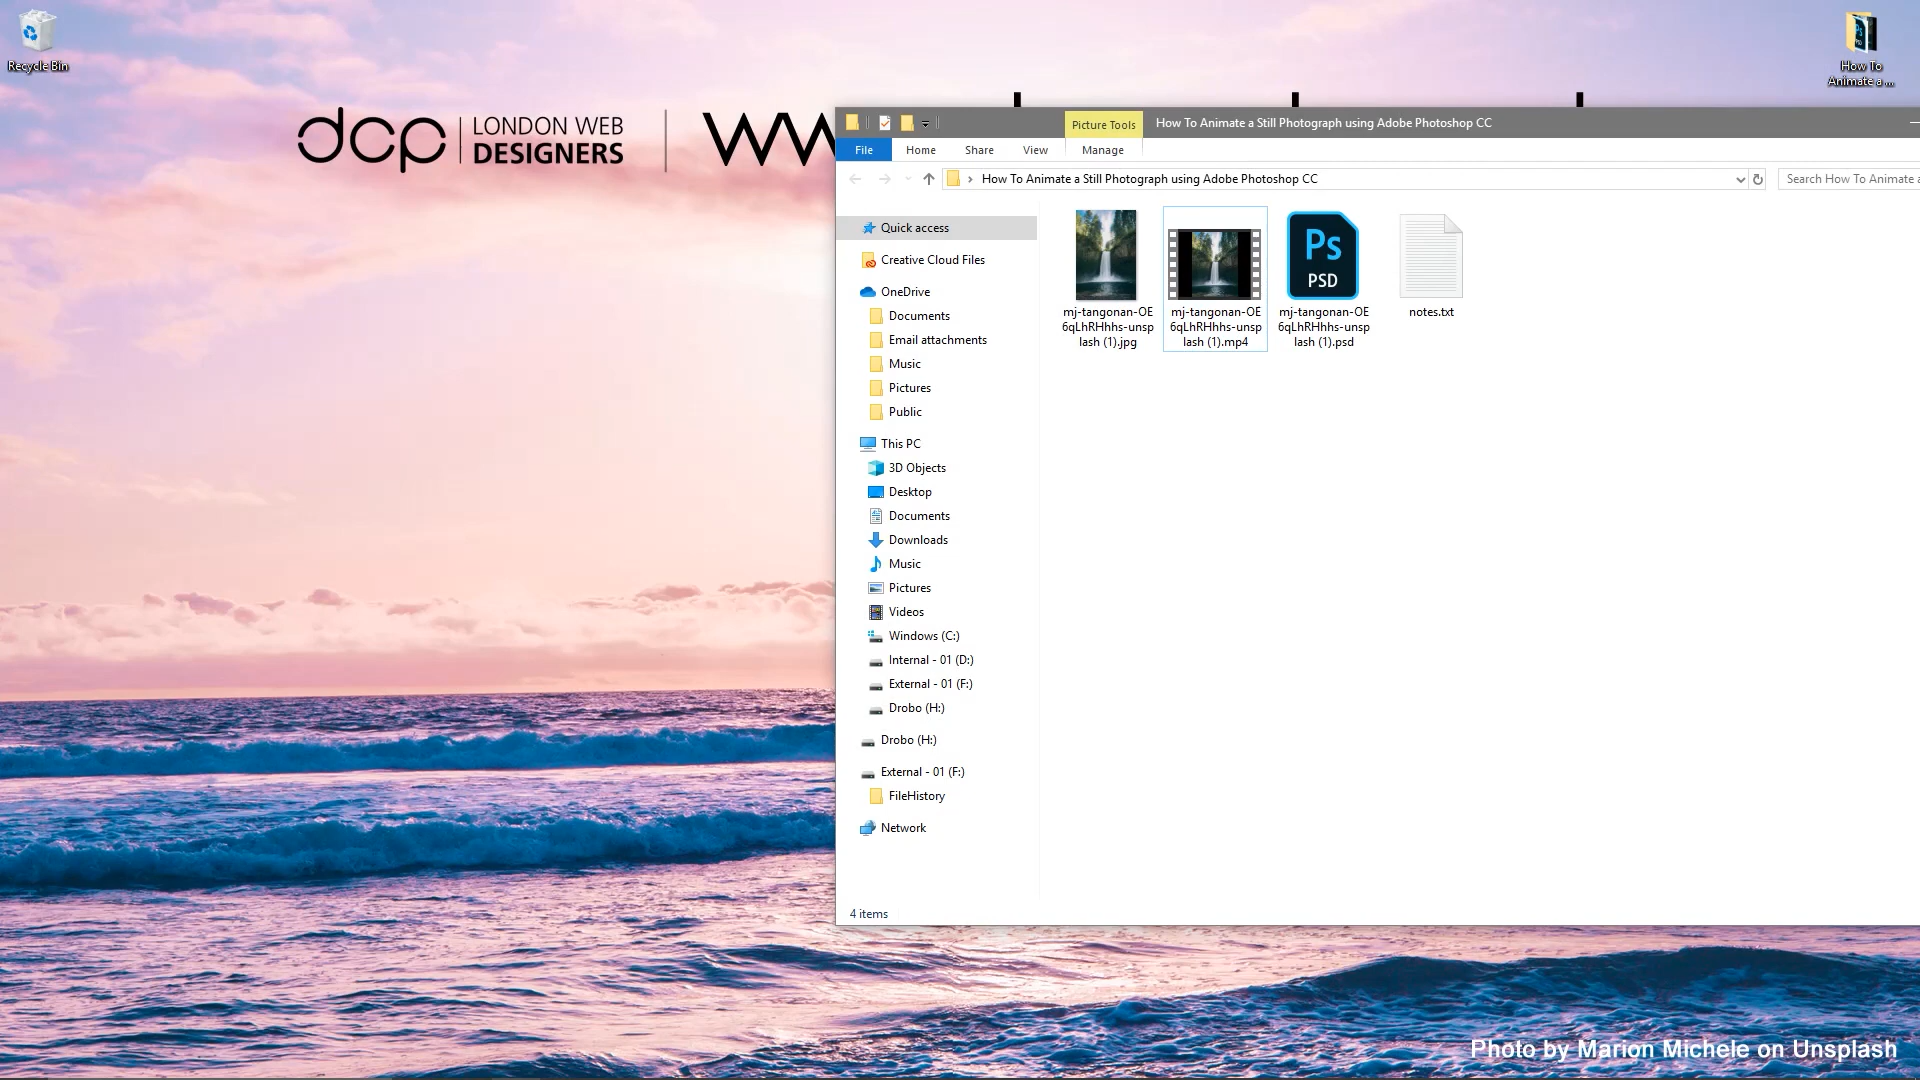 Recycle Bin
How To
Animate a ...
dcp LONDON WEB
DESIGNERS
Picture Tools
How To Animate a Still Photograph using Adobe Photoshop CC
File
Home
Share
View
Manage
How To Animate a Still Photograph using Adobe Photoshop CC
Search How To Animate a
Quick access
Creative Cloud Files
OneDrive
Documents
Email attachments
Music
Pictures
Public
This PC
3D Objects
Desktop
Documents
Downloads
Music
Pictures
Videos
Windows (C:)
Internal - 01 (D:)
External - 01 (F:)
Drobo (H:)
Drobo (H:)
External - 01 (F:)
FileHistory
Network
Ps
PSD
mj-tangonan-OE
6qLhRHhhs-unsp
lash (1).jpg
mj-tangonan-OE
6qLhRHhhs-unsp
lash (1).mp4
mj-tangonan-OE
6qLhRHhhs-unsp
lash (1).psd
notes.txt
4 items
Photo by Marion Michele on Unsplash